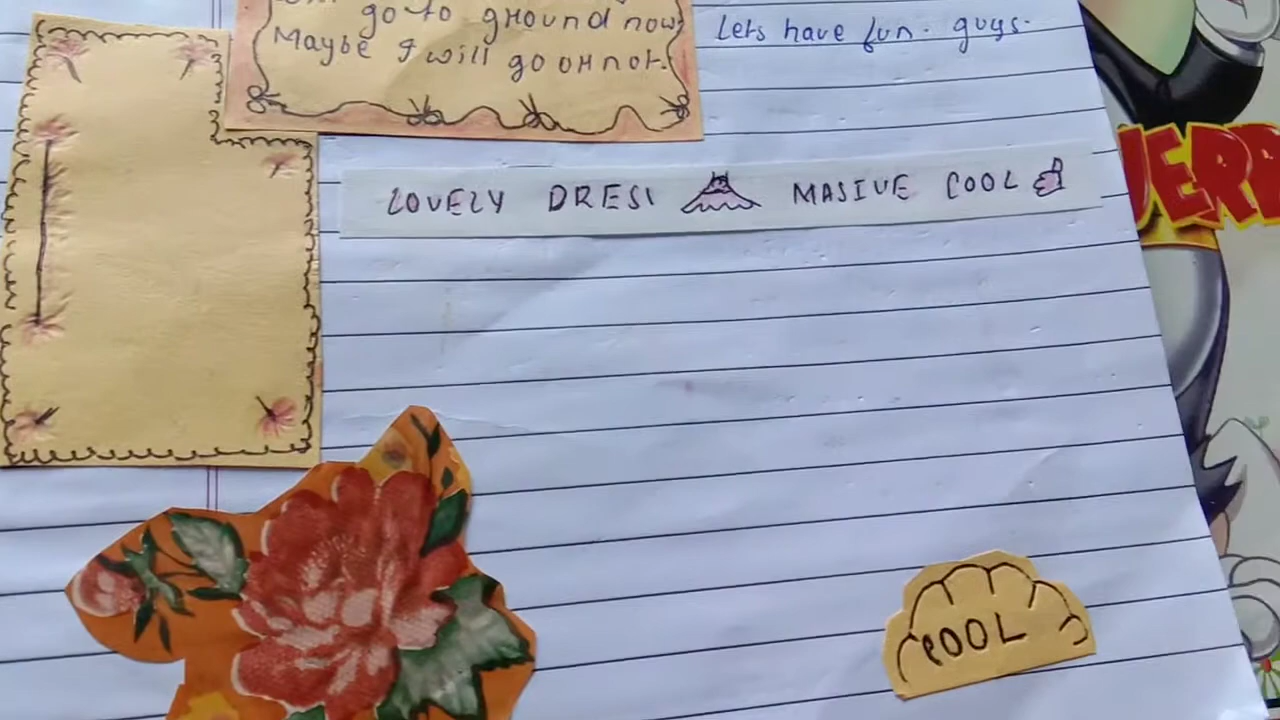 go to ground now
Maybe I will go or not.
Lets have fun. guys.
LOVELY DRESS MASIVE COOL
COOL